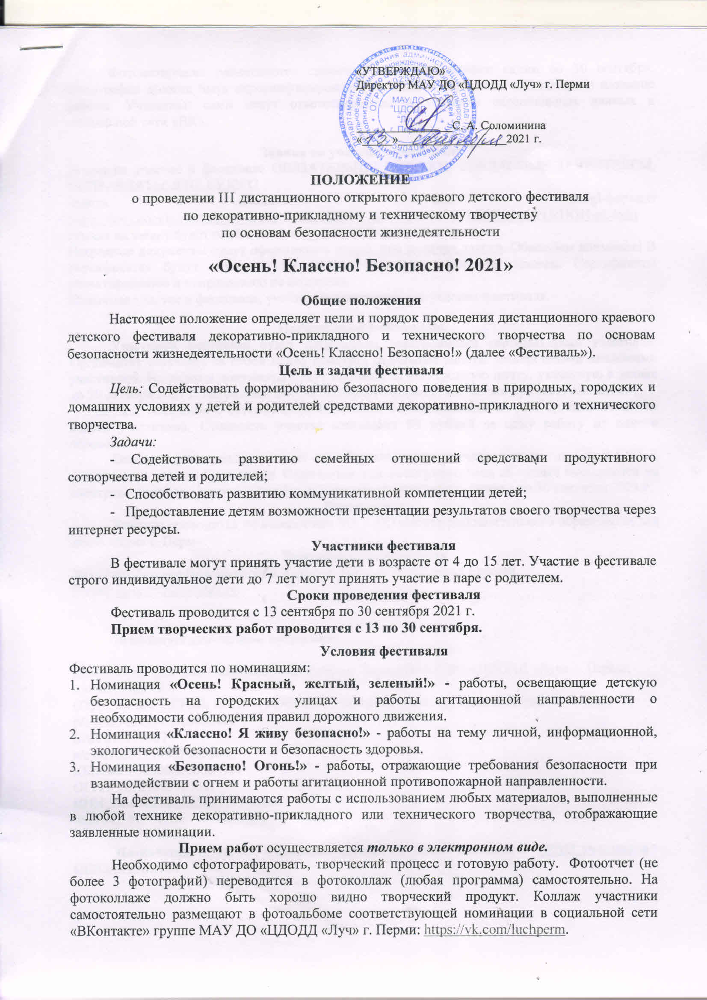 «УТВЕРЖДАЮ»
Директор МАУ ДО «ЦДОДД «Луч» г. Перми
МАУ ДО
"ЦДОДД
"Луч"
г. Перми
С. А. Соломинина
«13» сентября 2021 г.
ПОЛОЖЕНИЕ
о проведении III дистанционного открытого краевого детского фестиваля
по декоративно-прикладному и техническому творчеству
по основам безопасности жизнедеятельности
«Осень! Классно! Безопасно! 2021»
Общие положения
Настоящее положение определяет цели и порядок проведения дистанционного краевого
детского фестиваля декоративно-прикладного и технического творчества по основам
безопасности жизнедеятельности «Осень! Классно! Безопасно!» (далее «Фестиваль»).
Цель и задачи фестиваля
Цель: Содействовать формированию безопасного поведения в природных, городских и
домашних условиях у детей и родителей средствами декоративно-прикладного и технического
творчества.
Задачи:
- Содействовать развитию семейных отношений средствами продуктивного
сотворчества детей и родителей;
- Способствовать развитию коммуникативной компетенции детей;
- Предоставление детям возможности презентации результатов своего творчества через
интернет ресурсы.
Участники фестиваля
В фестивале могут принять участие дети в возрасте от 4 до 15 лет. Участие в фестивале
строго индивидуальное дети до 7 лет могут принять участие в паре с родителем.
Сроки проведения фестиваля
Фестиваль проводится с 13 сентября по 30 сентября 2021 г.
Прием творческих работ проводится с 13 по 30 сентября.
Условия фестиваля
Фестиваль проводится по номинациям:
1. Номинация «Осень! Красный, желтый, зеленый!» - работы, освещающие детскую
безопасность на городских улицах и работы агитационной направленности о
необходимости соблюдения правил дорожного движения.
2. Номинация «Классно! Я живу безопасно!» - работы на тему личной, информационной,
экологической безопасности и безопасность здоровья.
3. Номинация «Безопасно! Огонь!» - работы, отражающие требования безопасности при
взаимодействии с огнем и работы агитационной противопожарной направленности.
На фестиваль принимаются работы с использованием любых материалов, выполненные
в любой технике декоративно-прикладного или технического творчества, отображающие
заявленные номинации.
Прием работ осуществляется только в электронном виде.
Необходимо сфотографировать, творческий процесс и готовую работу. Фотоотчет (не
более 3 фотографий) переводится в фотоколлаж (любая программа) самостоятельно. На
фотоколлаже должно быть хорошо видно творческий продукт. Коллаж участники
самостоятельно размещают в фотоальбоме соответствующей номинации в социальной сети
«ВКонтакте» группе МАУ ДО «ЦДОДД «Луч» г. Перми: https://vk.com/luchperm.